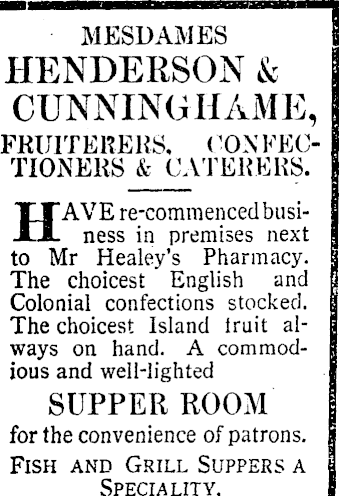 MESDAMES
HENDERSON &
CUNNINGHAME,
FRUITERERS, CONFEC-
TIONERS & CATERERS.
HAVE re-commenced busi-
ness in premises next
to Mr Healey's Pharmacy.
The choicest English and
Colonial confections stocked.
The choicest Island fruit al-
ways on hand. A commod-
ious and well-lighted
SUPPER ROOM
for the convenience of patrons.
FISH AND GRILL SUPPERS A
SPECIALITY.